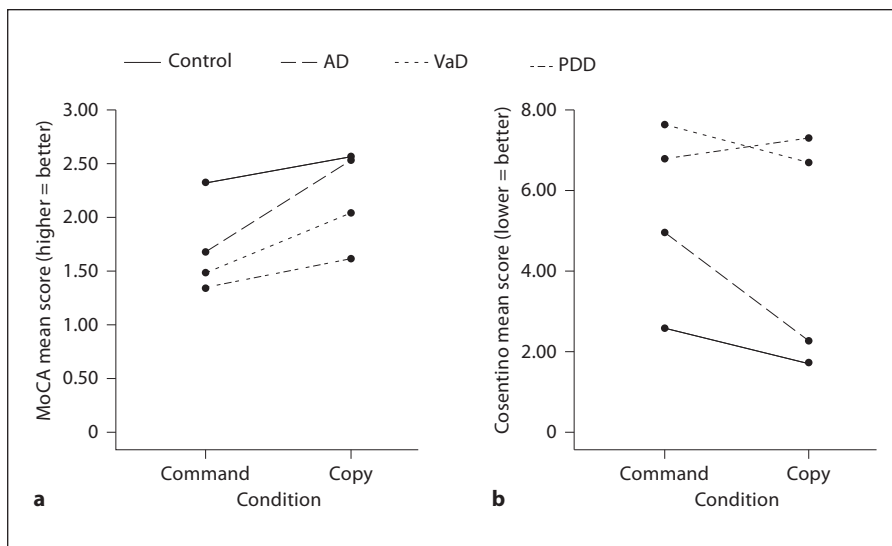 Control AD VaD PDD
MoCA mean score (higher = better)
3.00
2.50
2.00
1.50
1.00
0.50
0
Command Copy
Condition
a
Cosentino mean score (lower = better)
8.00
6.00
4.00
2.00
0
Command Copy
Condition
b